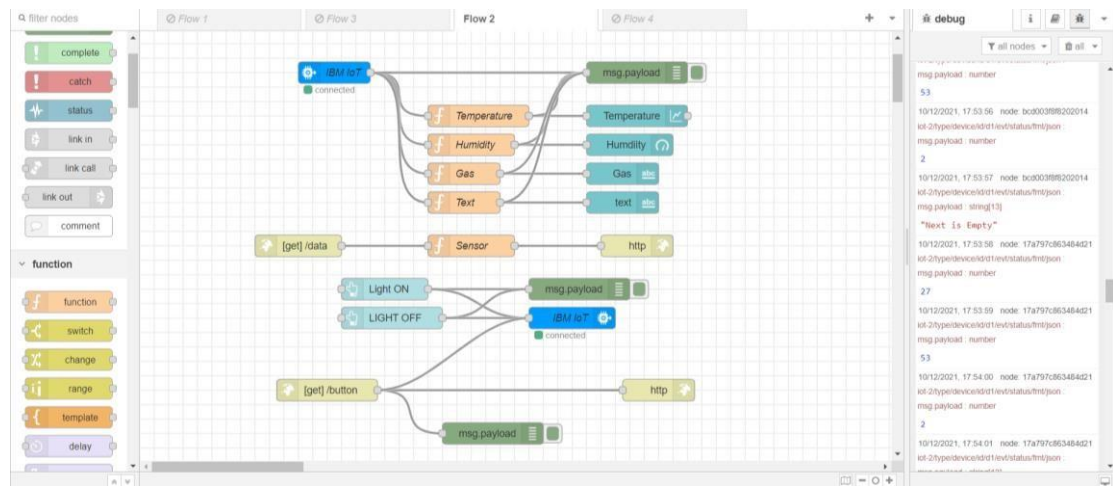 filter nodes
complete
catch
status
link in
link call
link out
comment
function
function
switch
change
range
template
delay
Flow 1
Flow 3
Flow 2
Flow 4
IBM IoT
connected
msg.payload
Temperature
Temperature
Humidity
Humdiity
Gas
Gas abc
Text
text abc
[get] /data
Sensor
http
Light ON
msg.payload
LIGHT OFF
IBM IoT
connected
[get] /button
http
msg.payload
debug
all nodes
all
msg.payload : number
53
10/12/2021, 17:53:56 node: bcd003f8f8202014
iot-2/type/device/id/d1/evt/status/fmt/json :
msg.payload : number
2
10/12/2021, 17:53:57 node: bcd003f8f8202014
iot-2/type/device/id/d1/evt/status/fmt/json :
msg.payload : string[13]
"Next is Empty"
10/12/2021, 17:53:58 node: 17a797c863484d21
iot-2/type/device/id/d1/evt/status/fmt/json :
msg.payload : number
27
10/12/2021, 17:53:59 node: 17a797c863484d21
iot-2/type/device/id/d1/evt/status/fmt/json :
msg.payload : number
53
10/12/2021, 17:54:00 node: 17a797c863484d21
iot-2/type/device/id/d1/evt/status/fmt/json :
msg.payload : number
2
10/12/2021, 17:54:01 node: 17a797c863484d21
iot-2/type/device/id/d1/evt/status/fmt/json :